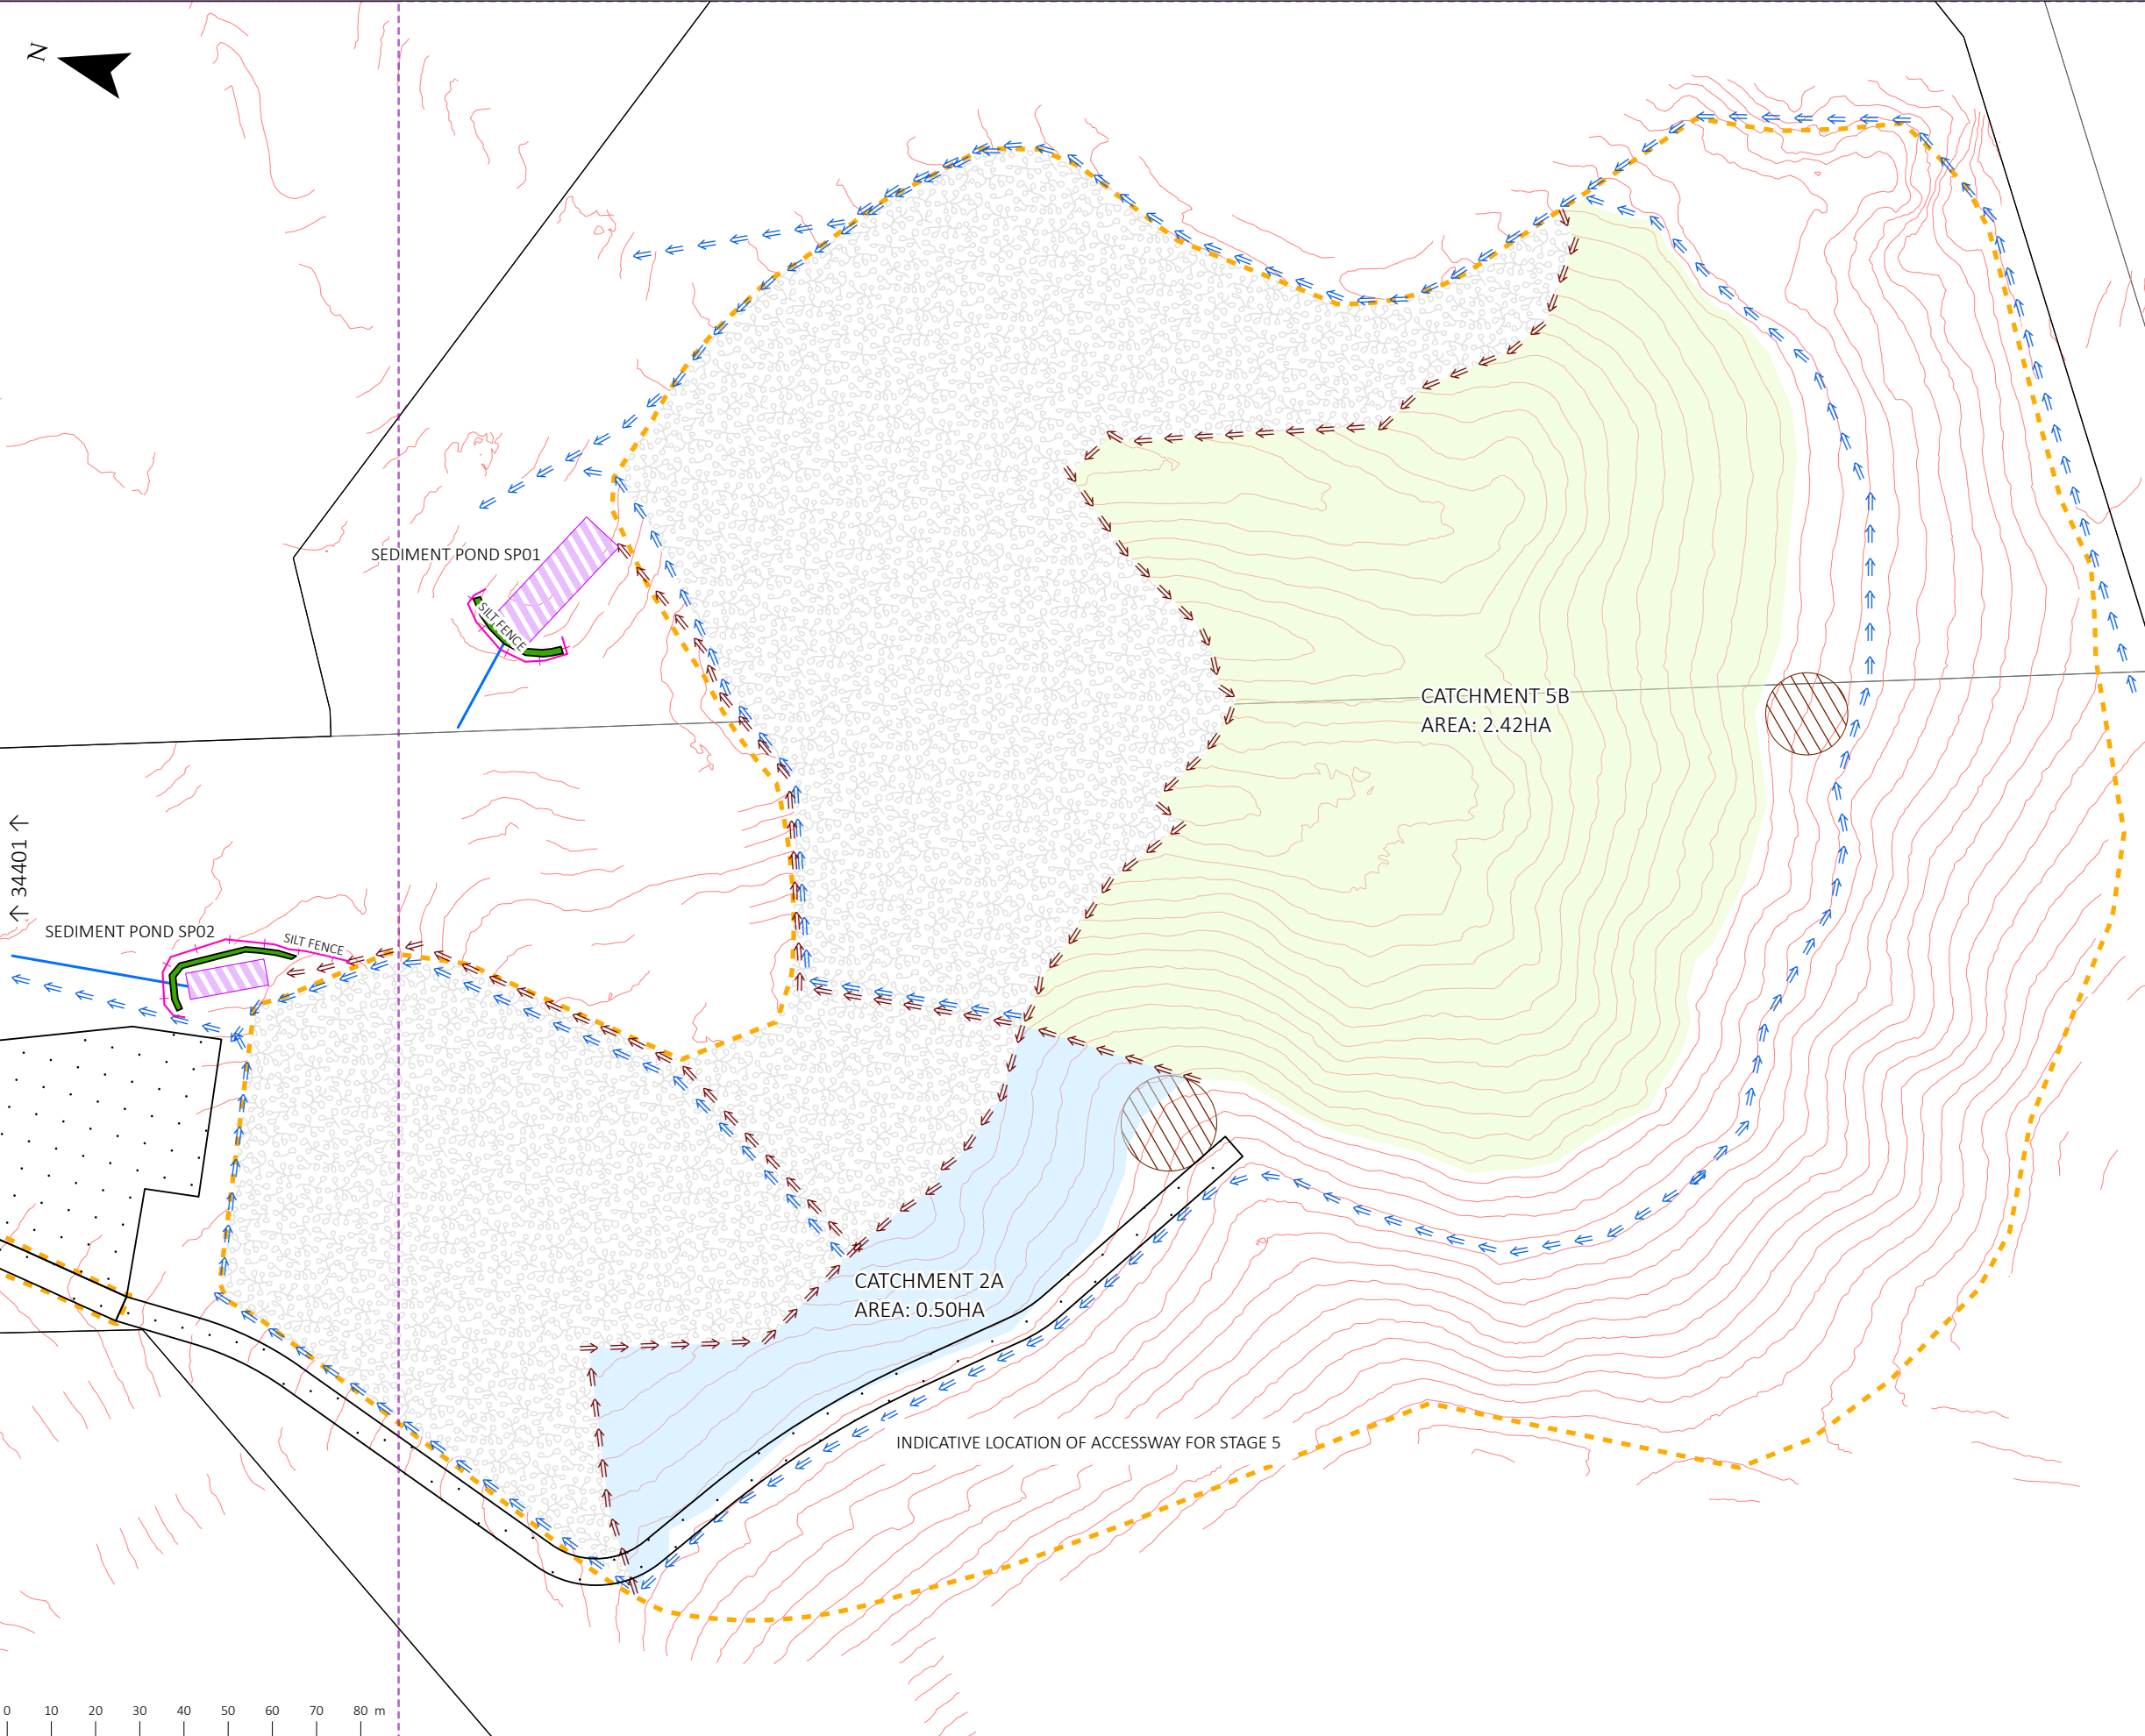 N
SEDIMENT POND SP01
SILT FENCE
CATCHMENT 5B
AREA: 2.42HA
← 34401 →
SEDIMENT POND SP02
SILT FENCE
CATCHMENT 2A
AREA: 0.50HA
INDICATIVE LOCATION OF ACCESSWAY FOR STAGE 5
0 10 20 30 40 50 60 70 80 m